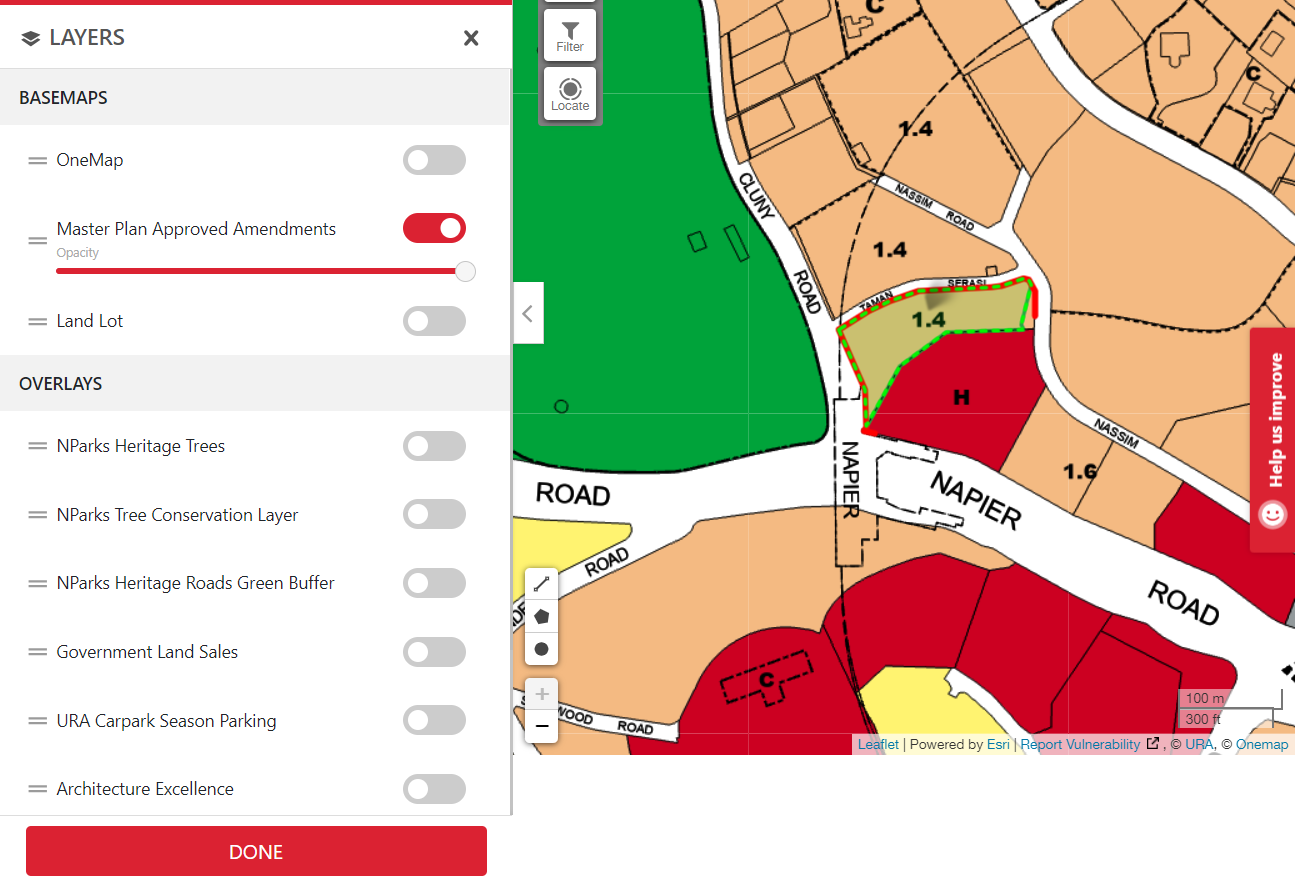 LAYERS
BASEMAPS
OneMap
Master Plan Approved Amendments
Opacity
Land Lot
OVERLAYS
NParks Heritage Trees
NParks Tree Conservation Layer
NParks Heritage Roads Green Buffer
Government Land Sales
URA Carpark Season Parking
Architecture Excellence
DONE
Filter
Locate
C
C
1.4
CLUNY
ROAD
NASSIM ROAD
1.4
TAMAN
SERASI
1.4
H
NASSIM
1.6
NAPIER
NAPIER
ROAD
ROAD
ROAD
C
WOOD ROAD
Help us improve
100 m
300 ft
Leaflet | Powered by Esri | Report Vulnerability , © URA, © Onemap